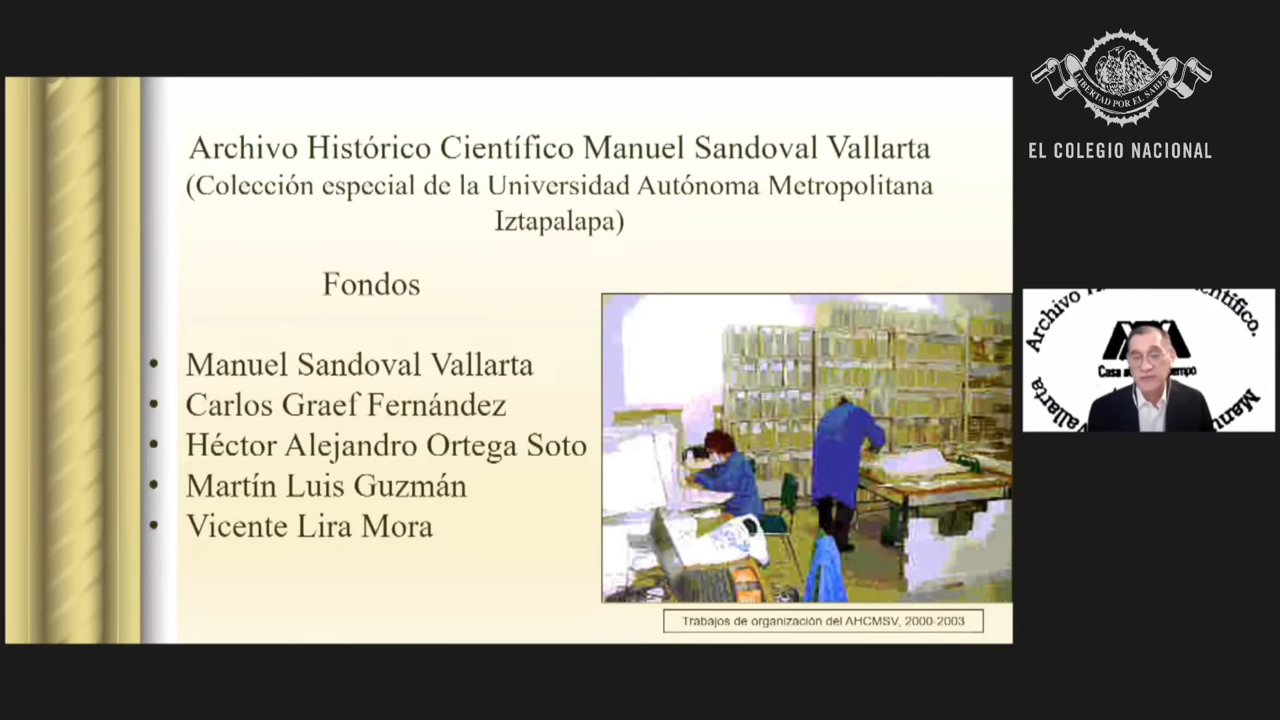 Archivo Histórico Científico Manuel Sandoval Vallarta
(Colección especial de la Universidad Autónoma Metropolitana
Iztapalapa)
Fondos
• Manuel Sandoval Vallarta
• Carlos Graef Fernández
• Héctor Alejandro Ortega Soto
• Martín Luis Guzmán
• Vicente Lira Mora
Trabajos de organización del AHCMSV, 2000-2003
LIBERTAD POR EL SABER
EL COLEGIO NACIONAL
Archivo
Casa